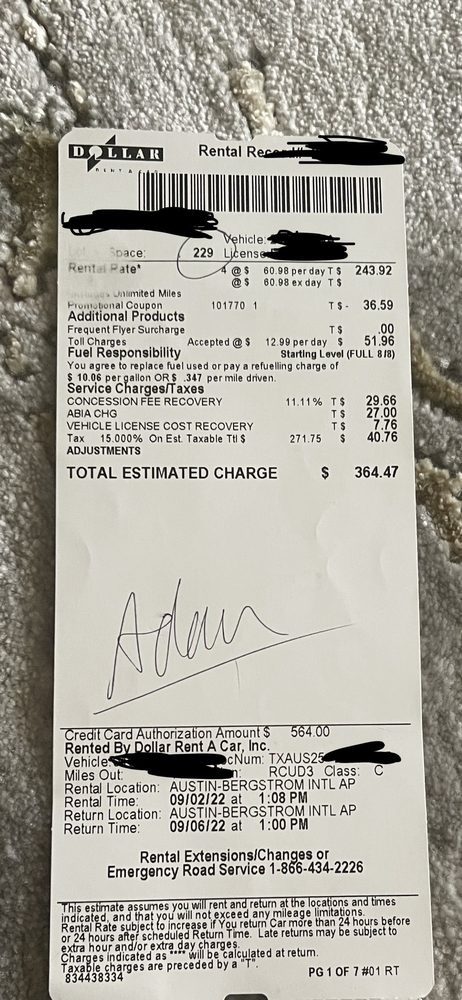 DOLLAR
RENT A CAR
Rental Rec
Vehicle:
Space: 229 License
Rental Rate* 4 @ $ 60.98 per day T $ 243.92
@ $ 60.98 ex day T $
Unlimited Miles
Promotional Coupon 101770 1 T $ - 36.59
Additional Products
Frequent Flyer Surcharge T $ .00
Toll Charges Accepted @ $ 12.99 per day $ 51.96
Fuel Responsibility Starting Level (FULL 8/8)
You agree to replace fuel used or pay a refuelling charge of
$ 10.06 per gallon OR $ .347 per mile driven.
Service Charges/Taxes
CONCESSION FEE RECOVERY 11.11% T $ 29.66
ABIA CHG T $ 27.00
VEHICLE LICENSE COST RECOVERY T $ 7.76
Tax 15.000% On Est. Taxable Ttl $ 271.75 $ 40.76
ADJUSTMENTS
TOTAL ESTIMATED CHARGE $ 364.47
Adam
Credit Card Authorization Amount $ 564.00
Rented By Dollar Rent A Car, Inc.
Vehicle: cNum: TXAUS25
Miles Out: n: RCUD3 Class: C
Rental Location: AUSTIN-BERGSTROM INTL AP
Rental Time: 09/02/22 at 1:08 PM
Return Location: AUSTIN-BERGSTROM INTL AP
Return Time: 09/06/22 at 1:00 PM
Rental Extensions/Changes or
Emergency Road Service 1-866-434-2226
This estimate assumes you will rent and return at the locations and times
indicated, and that you will not exceed any mileage limitations.
Rental Rate subject to increase if You return Car more than 24 hours before
or 24 hours after scheduled Return Time. Late returns may be subject to
extra hour and/or extra day charges.
Charges indicated as **** will be calculated at return.
Taxable charges are preceded by a "T".
834438334 PG 1 OF 7 #01 RT